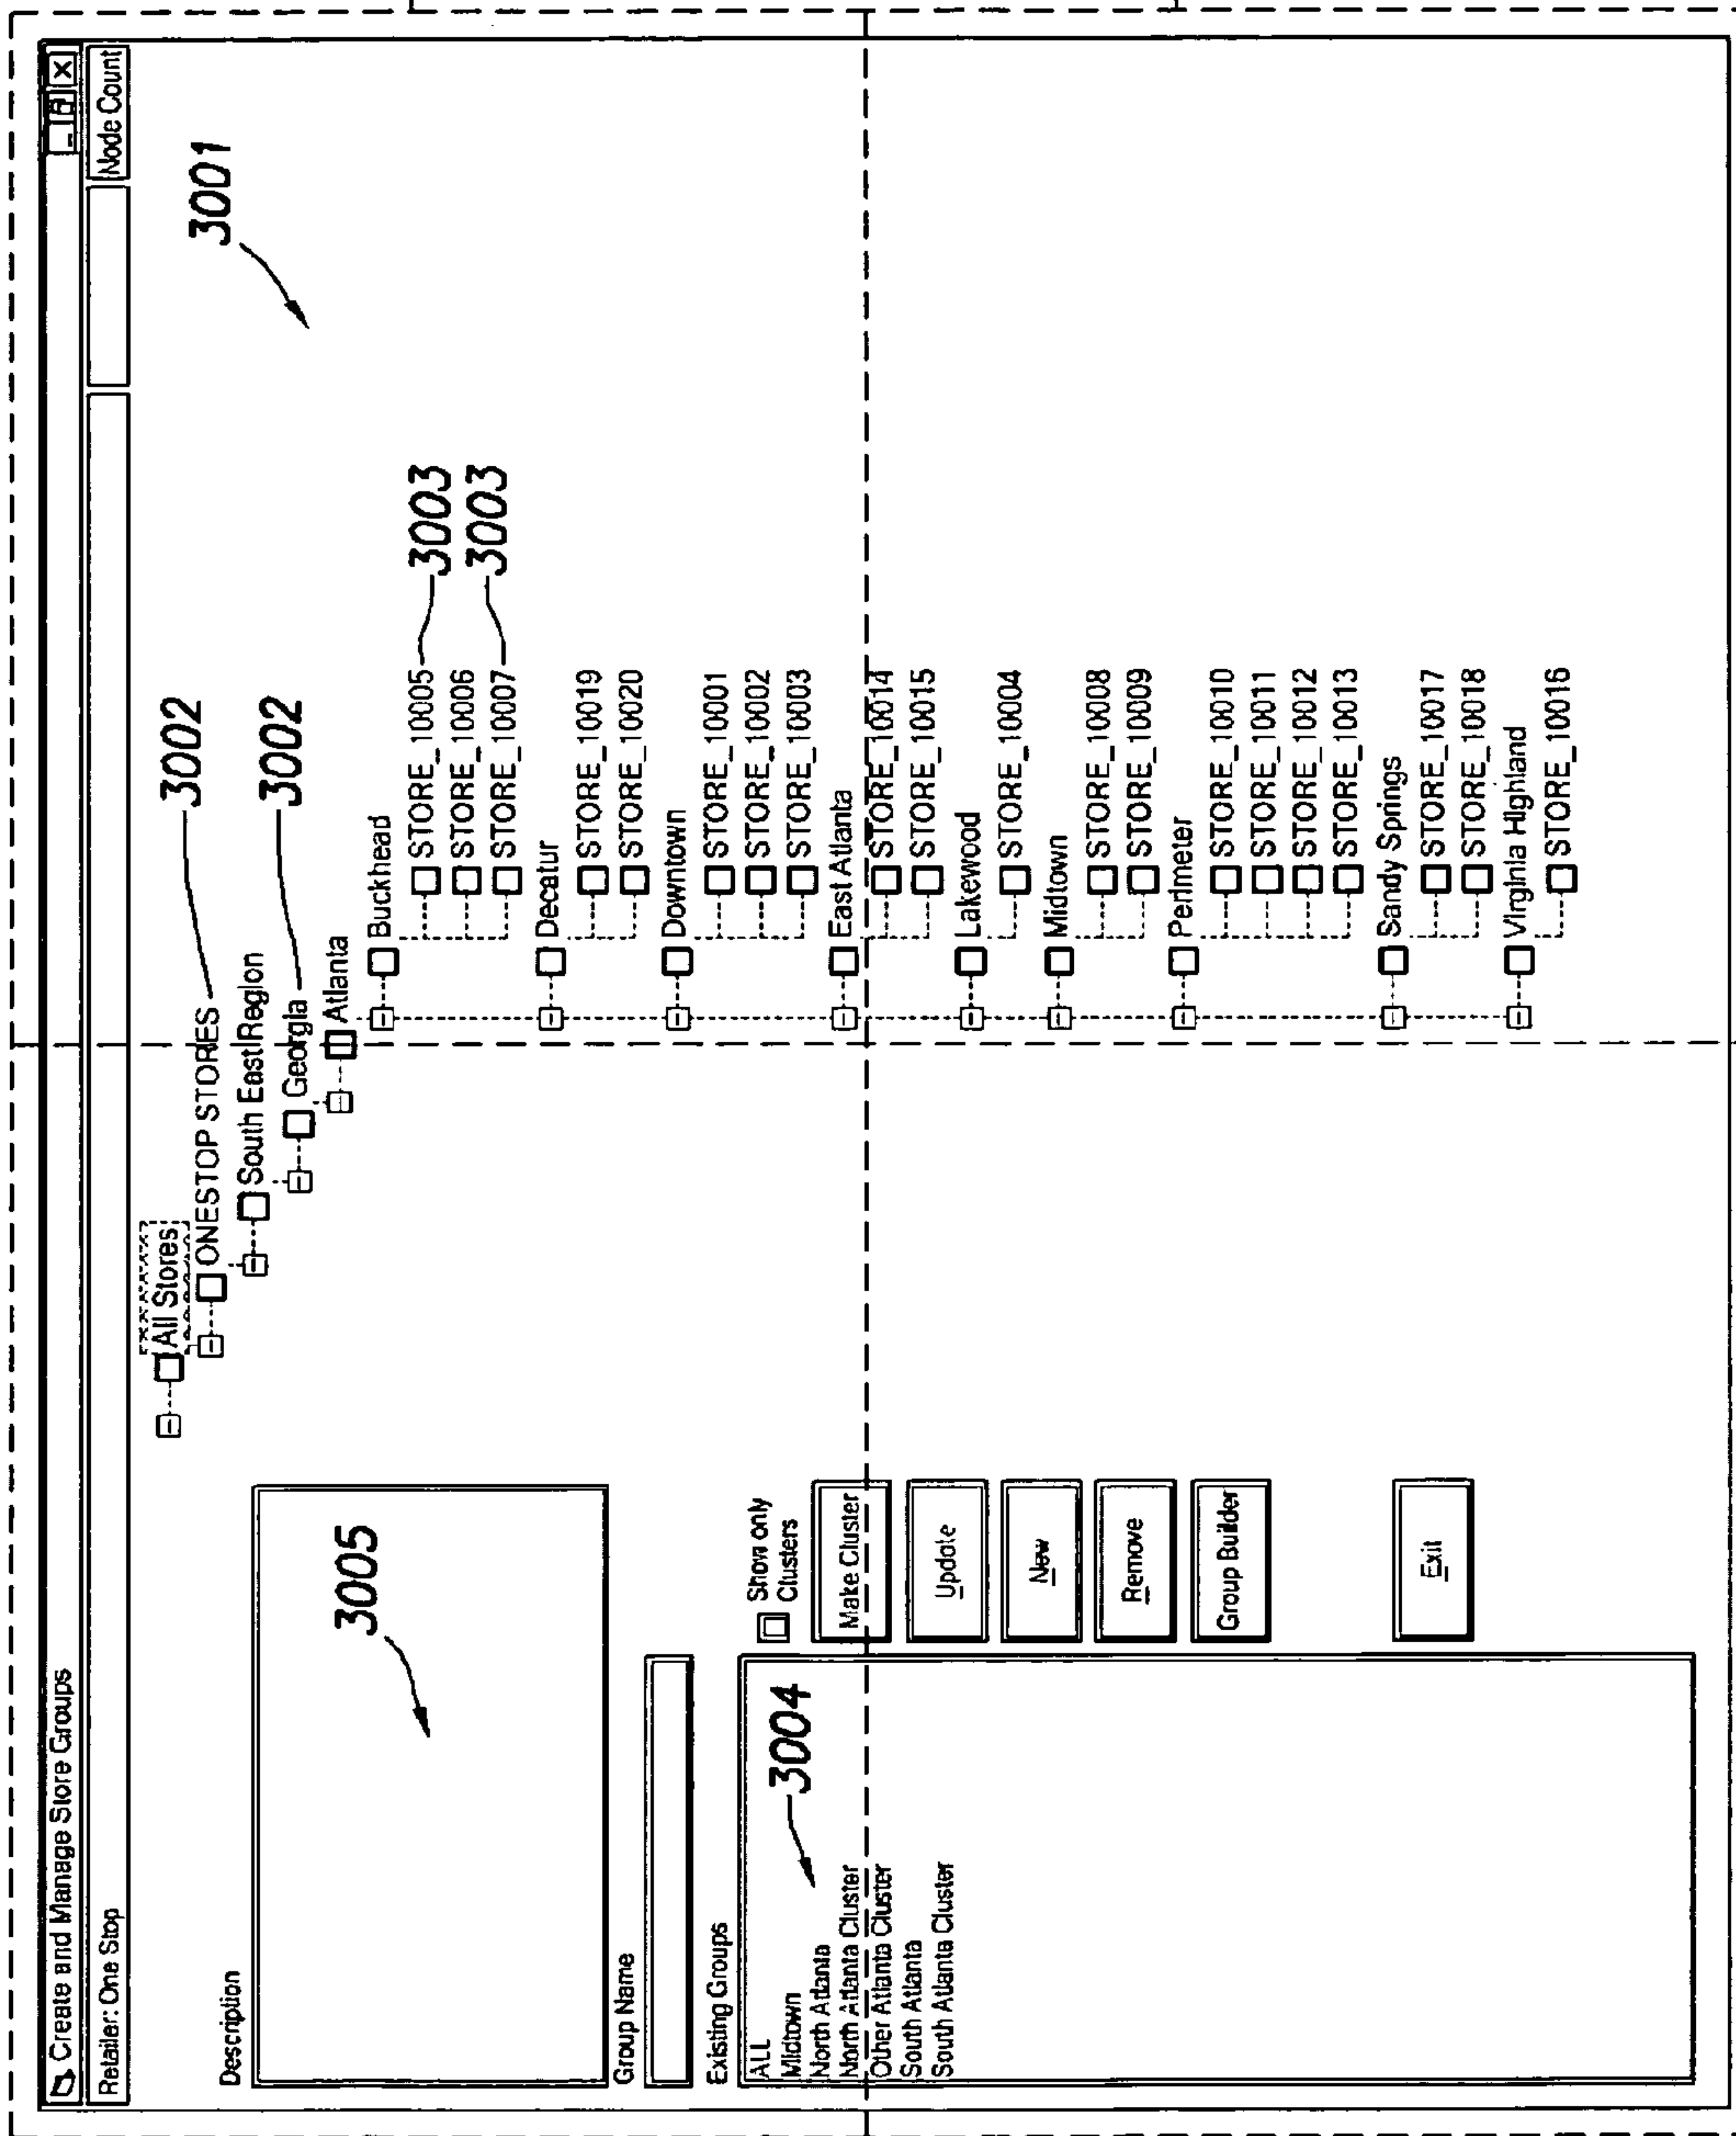 Create and Manage Store Groups
Retailer: One Stop
Node Count
Description
3005
Group Name
Existing Groups
ALL
Midtown
North Atlanta
North Atlanta Cluster
Other Atlanta Cluster
South Atlanta
South Atlanta Cluster
3004
Show only
Clusters
Make Cluster
Update
New
Remove
Group Builder
Exit
All Stores
ONESTOP STORES
3002
South East Region
Georgia
3002
Atlanta
3001
Buckhead
STORE_10005
3003
STORE_10006
STORE_10007
3003
Decatur
STORE_10019
STORE_10020
Downtown
STORE_10001
STORE_10002
STORE_10003
East Atlanta
STORE_10014
STORE_10015
Lakewood
STORE_10004
Midtown
STORE_10008
STORE_10009
Perimeter
STORE_10010
STORE_10011
STORE_10012
STORE_10013
Sandy Springs
STORE_10017
STORE_10018
Virginia Highland
STORE_10016